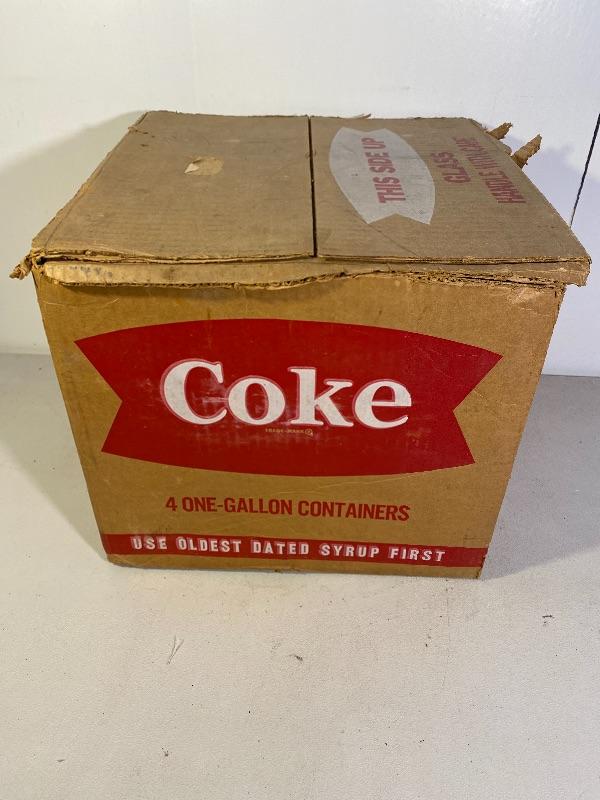 THIS SIDE UP
GLASS
HANDLE WITH CARE
Coke
TRADE-MARK ®
4 ONE-GALLON CONTAINERS
USE OLDEST DATED SYRUP FIRST